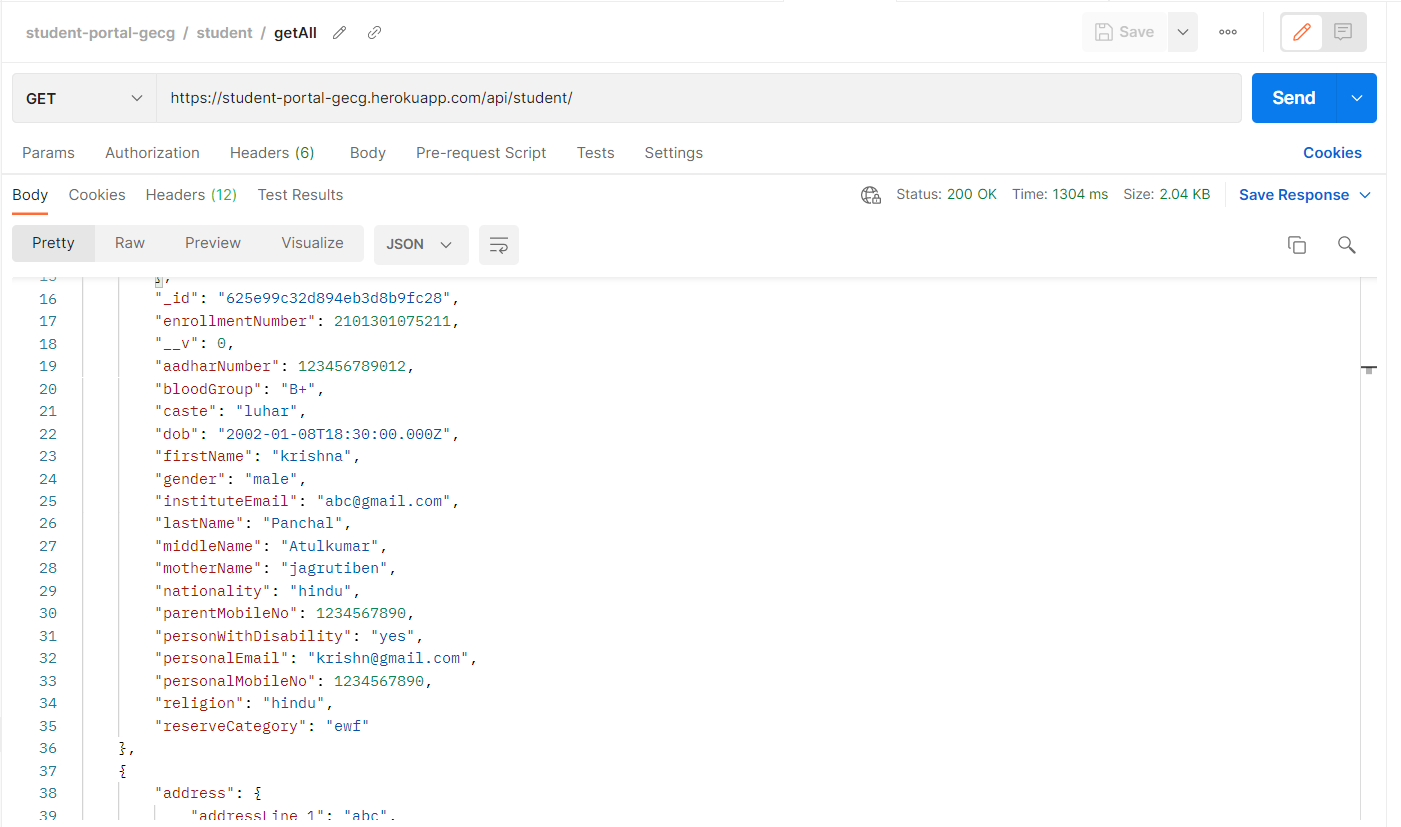 student-portal-gecg / student / getAll
Save
GET
https://student-portal-gecg.herokuapp.com/api/student/
Send
Params Authorization Headers (6) Body Pre-request Script Tests Settings Cookies
Body Cookies Headers (12) Test Results Status: 200 OK Time: 1304 ms Size: 2.04 KB Save Response
Pretty Raw Preview Visualize JSON
15 },
16 "_id": "625e99c32d894eb3d8b9fc28",
17 "enrollmentNumber": 2101301075211,
18 "__v": 0,
19 "aadharNumber": 123456789012,
20 "bloodGroup": "B+",
21 "caste": "luhar",
22 "dob": "2002-01-08T18:30:00.000Z",
23 "firstName": "krishna",
24 "gender": "male",
25 "instituteEmail": "abc@gmail.com",
26 "lastName": "Panchal",
27 "middleName": "Atulkumar",
28 "motherName": "jagrutiben",
29 "nationality": "hindu",
30 "parentMobileNo": 1234567890,
31 "personWithDisability": "yes",
32 "personalEmail": "krishn@gmail.com",
33 "personalMobileNo": 1234567890,
34 "religion": "hindu",
35 "reserveCategory": "ewf"
36 },
37 {
38 "address": {
39 "addressLine_1": "abc",